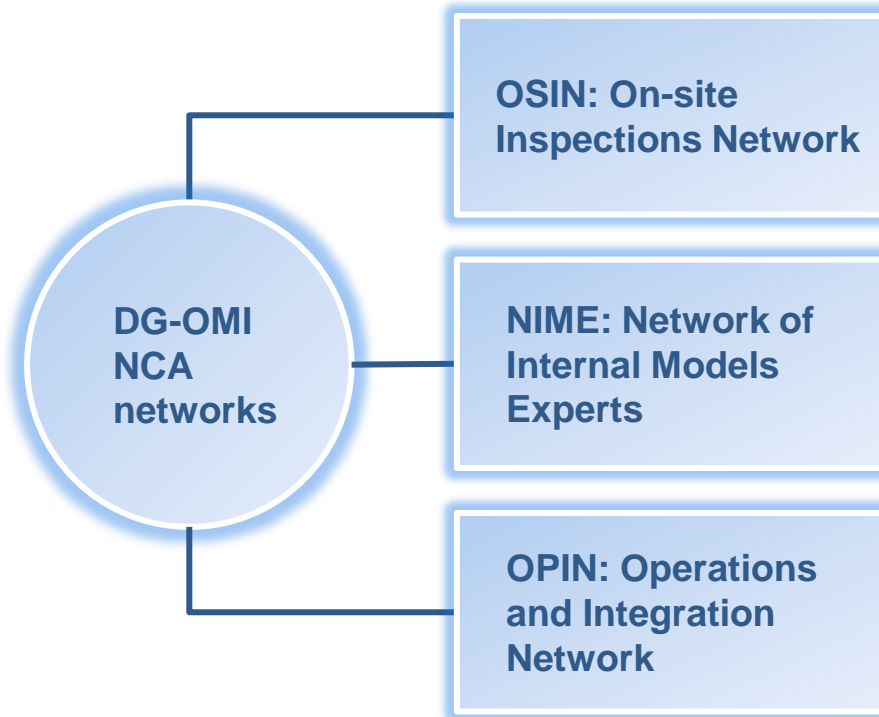 OSIN: On-site
Inspections Network
DG-OMI
NCA
networks
NIME: Network of
Internal Models
Experts
OPIN: Operations
and Integration
Network